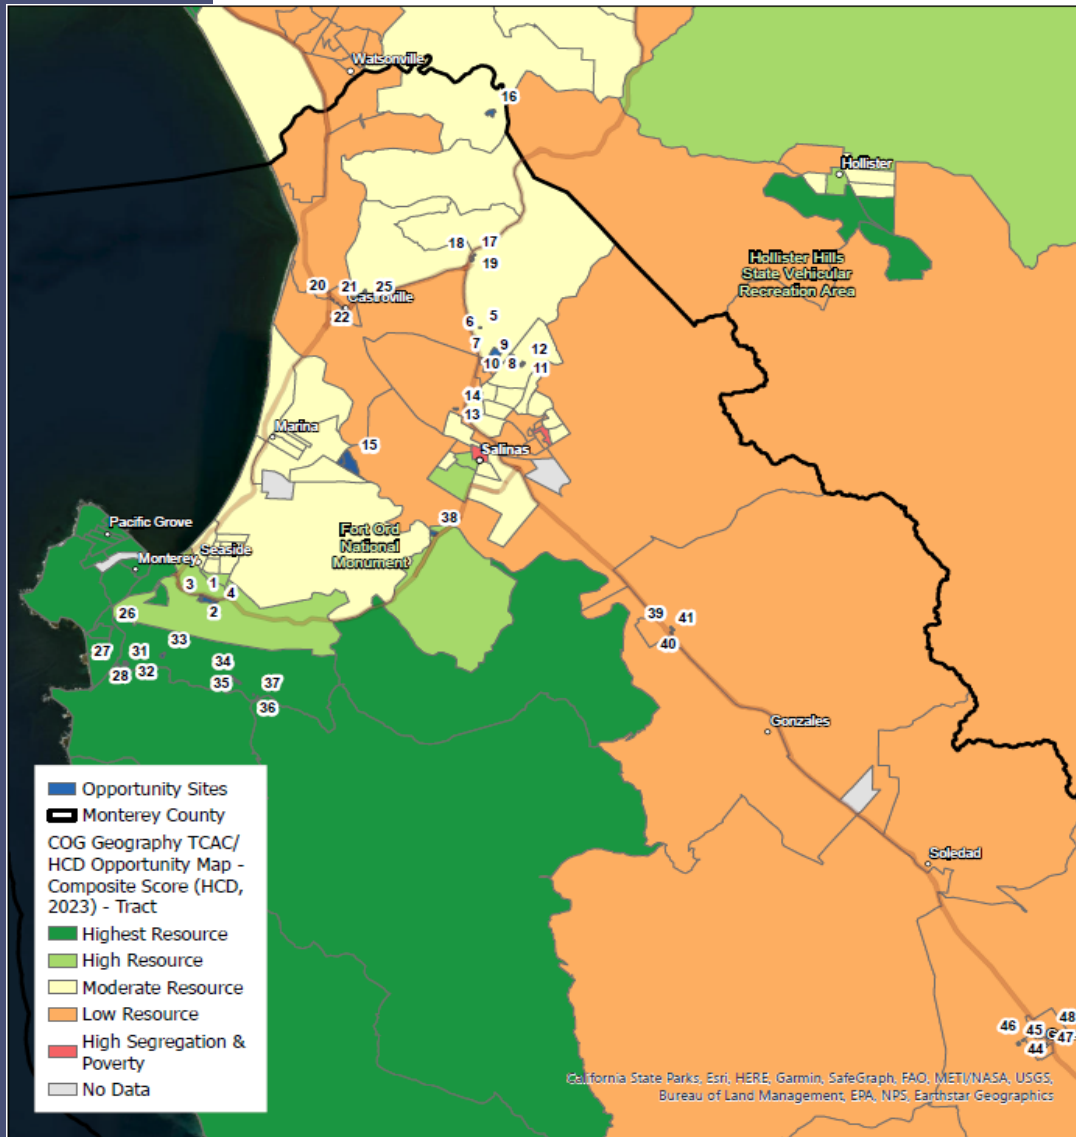 Watsonville
16
Hollister
Hollister Hills
State Vehicular
Recreation Area
18
17
19
20
21
25
Castroville
22
5
6
7
9
12
10
8
11
14
13
Marina
15
Salinas
38
Fort Ord
National
Monument
Pacific Grove
Seaside
Monterey
3
1
4
2
26
33
27
31
28
32
34
35
37
36
39
41
40
Gonzales
Soledad
46
45
48
G
47
44
Opportunity Sites
Monterey County
COG Geography TCAC/
HCD Opportunity Map -
Composite Score (HCD,
2023) - Tract
Highest Resource
High Resource
Moderate Resource
Low Resource
High Segregation &
Poverty
No Data
California State Parks, Esri, HERE, Garmin, SafeGraph, FAO, METI/NASA, USGS,
Bureau of Land Management, EPA, NPS, Earthstar Geographics